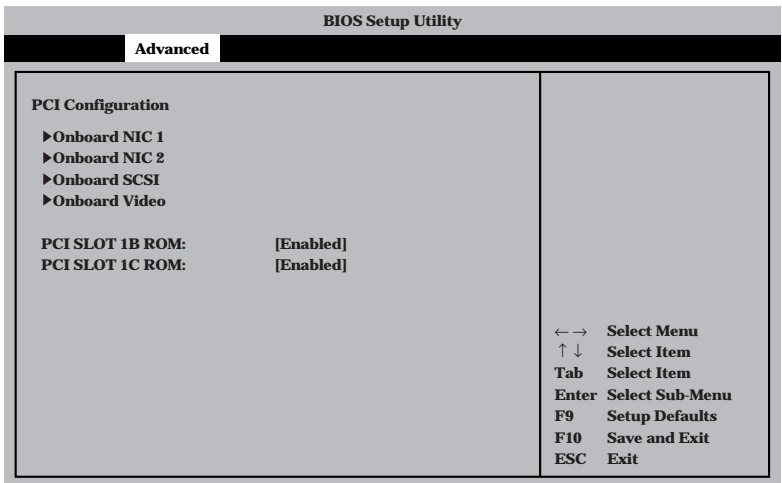 BIOS Setup Utility
Advanced
PCI Configuration
▶Onboard NIC 1
▶Onboard NIC 2
▶Onboard SCSI
▶Onboard Video
PCI SLOT 1B ROM: [Enabled]
PCI SLOT 1C ROM: [Enabled]
←→ Select Menu
↑↓ Select Item
Tab Select Item
Enter Select Sub-Menu
F9 Setup Defaults
F10 Save and Exit
ESC Exit